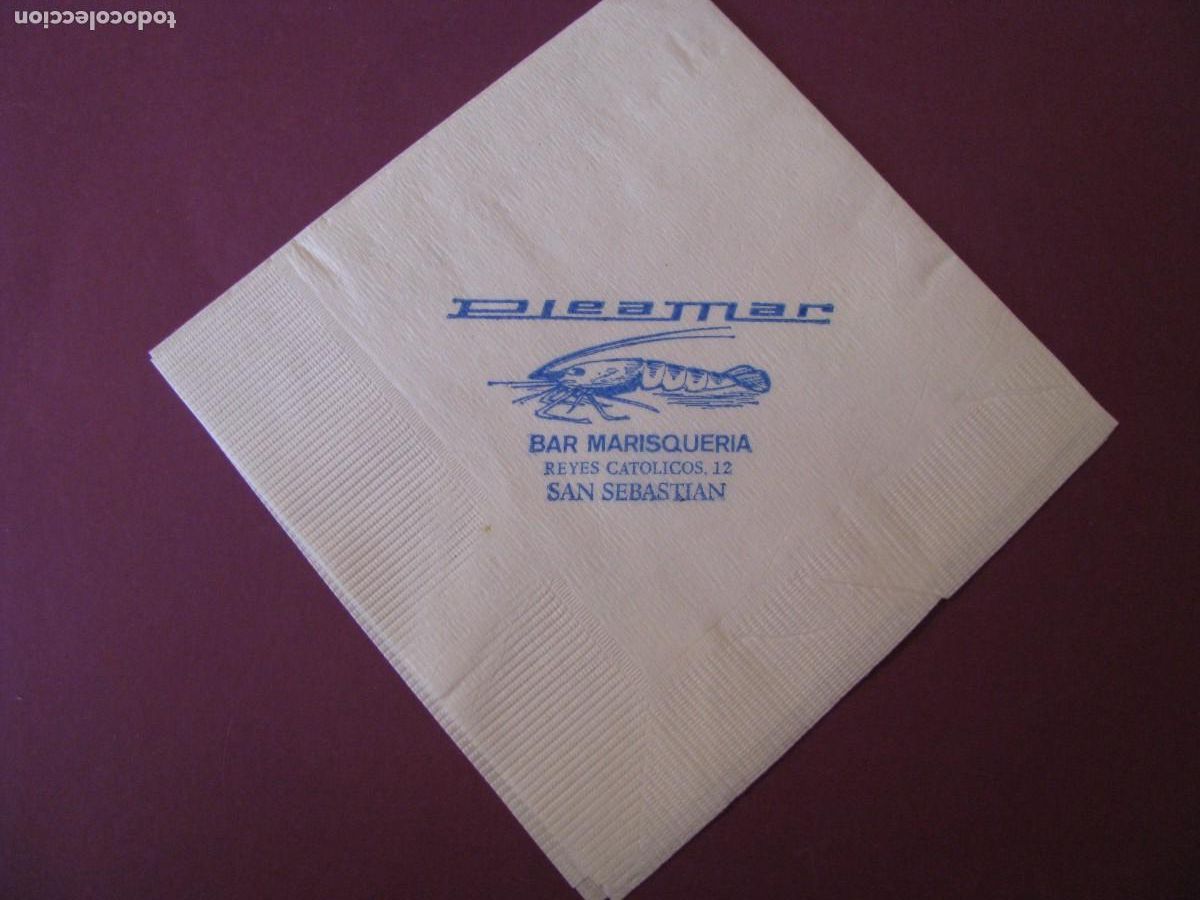 todocoleccion
Pleamar
BAR MARISQUERIA
REYES CATOLICOS, 12
SAN SEBASTIAN